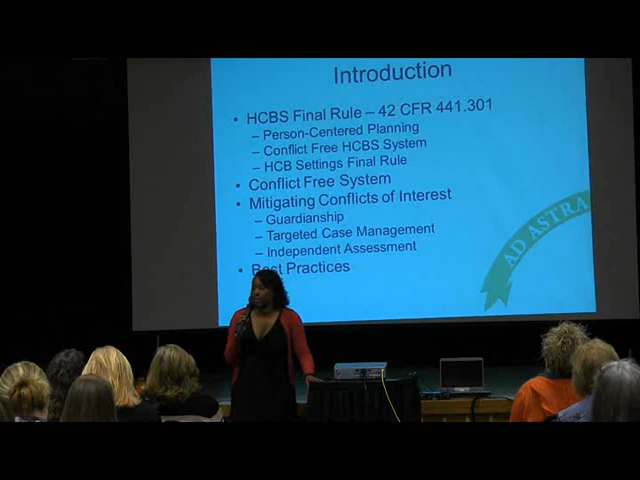 Introduction
• HCBS Final Rule – 42 CFR 441.301
– Person-Centered Planning
– Conflict Free HCBS System
– HCB Settings Final Rule
• Conflict Free System
• Mitigating Conflicts of Interest
– Guardianship
– Targeted Case Management
– Independent Assessment
• Best Practices
AD ASTRA